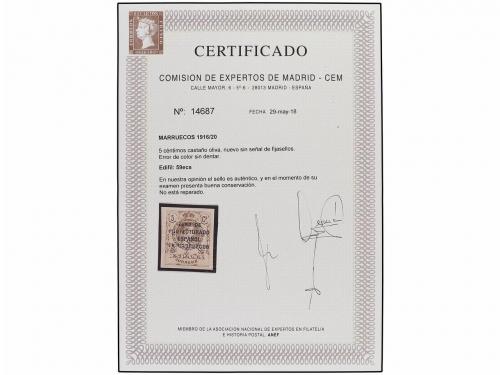 CERTIFICADO
COMISION DE EXPERTOS DE MADRID - CEM
CALLE MAYOR, 6 - 5º 6 - 28013 MADRID - ESPAÑA
Nº: 14687 FECHA 29-may-18
MARRUECOS 1916/20
5 céntimos castaño oliva, nuevo sin señal de fijasellos.
Error de color sin dentar.
Edifil: 59ecs
En nuestra opinión el sello es auténtico, y en el momento de su
examen presenta buena conservación.
No está reparado.
ESPAÑOL
MIEMBRO DE LA ASOCIACIÓN NACIONAL DE EXPERTOS EN FILATELIA
E HISTORIA POSTAL, ANEF